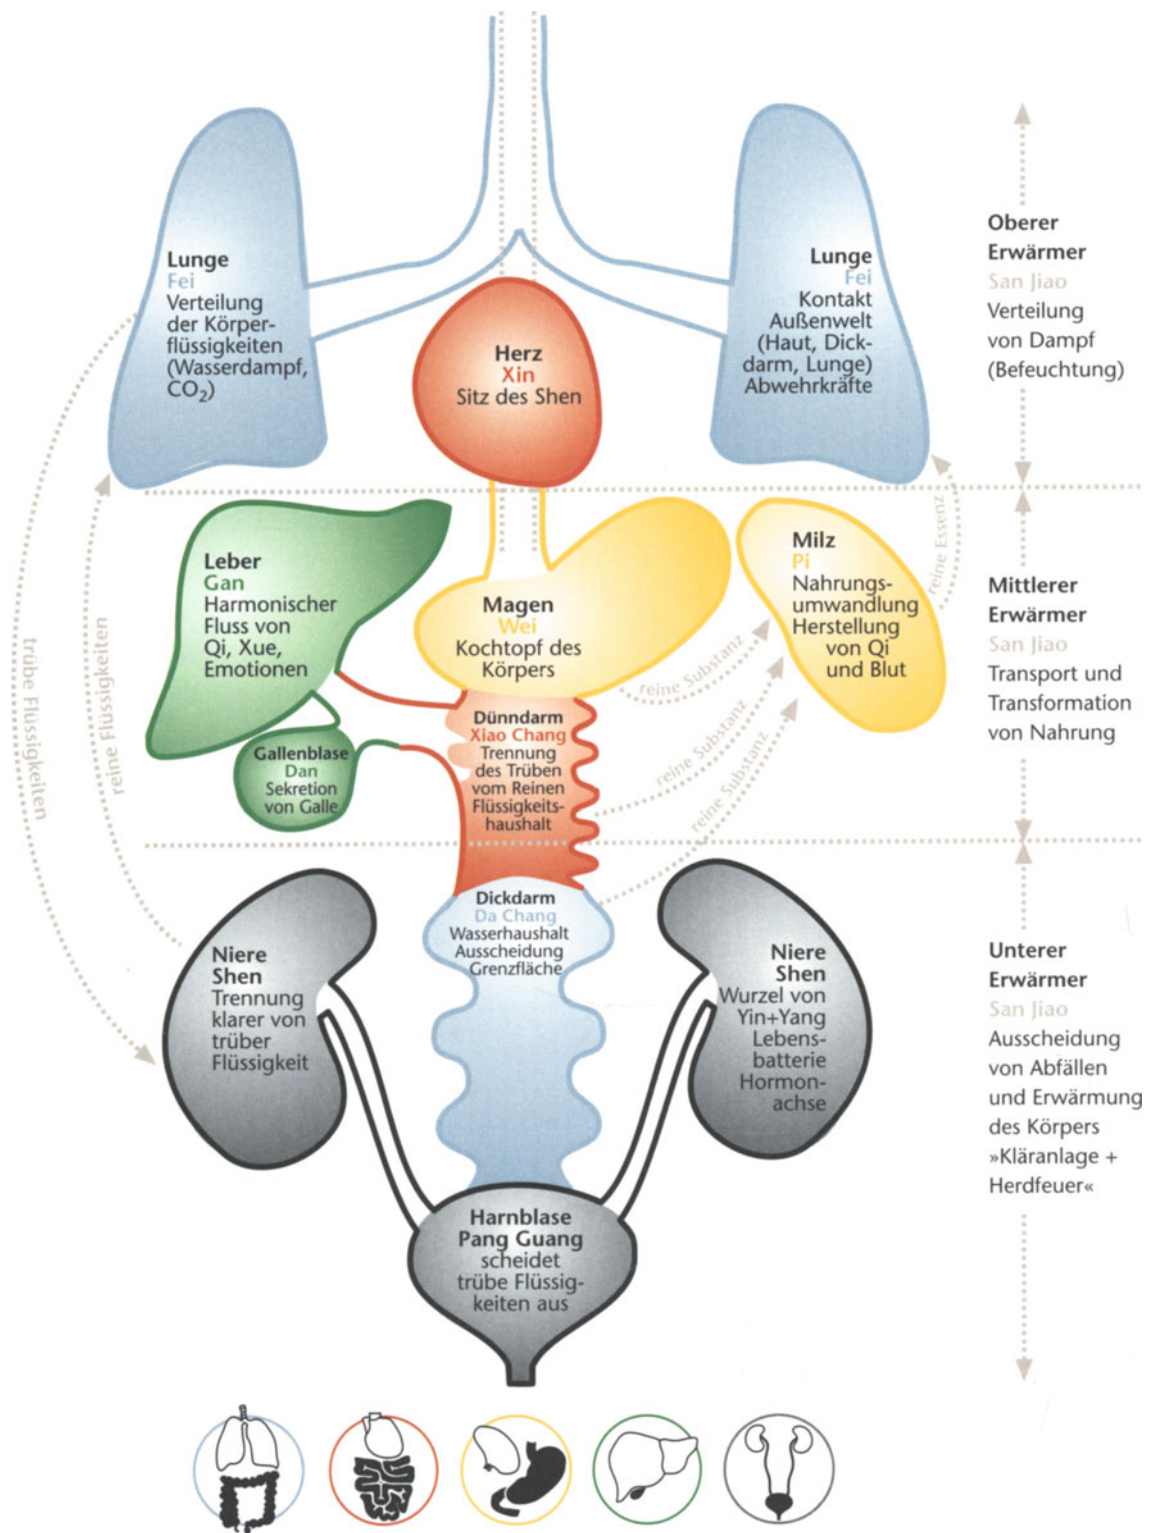 Lunge
Fei
Verteilung
der Körper-
flüssigkeiten
(Wasserdampf,
CO₂)
Herz
Xin
Sitz des Shen
Lunge
Fei
Kontakt
Außenwelt
(Haut, Dick-
darm, Lunge)
Abwehrkräfte
Oberer
Erwärmer
San Jiao
Verteilung
von Dampf
(Befeuchtung)
trübe Flüssigkeiten
reine Flüssigkeiten
Leber
Gan
Harmonischer
Fluss von
Qi, Xue,
Emotionen
Gallenblase
Dan
Sekretion
von Galle
Magen
Wei
Kochtopf des
Körpers
Dünndarm
Xiao Chang
Trennung
des Trüben
vom Reinen
Flüssigkeits-
haushalt
reine Substanz
reine Substanz
reine Substanz
Milz
Pi
Nahrungs-
umwandlung
Herstellung
von Qi
und Blut
reine Essenz
Mittlerer
Erwärmer
San Jiao
Transport und
Transformation
von Nahrung
Niere
Shen
Trennung
klarer von
trüber
Flüssigkeit
Dickdarm
Da Chang
Wasserhaushalt
Ausscheidung
Grenzfläche
Niere
Shen
Wurzel von
Yin+Yang
Lebens-
batterie
Hormon-
achse
Unterer
Erwärmer
San Jiao
Ausscheidung
von Abfällen
und Erwärmung
des Körpers
»Kläranlage +
Herdfeuer«
Harnblase
Pang Guang
scheidet
trübe Flüssig-
keiten aus